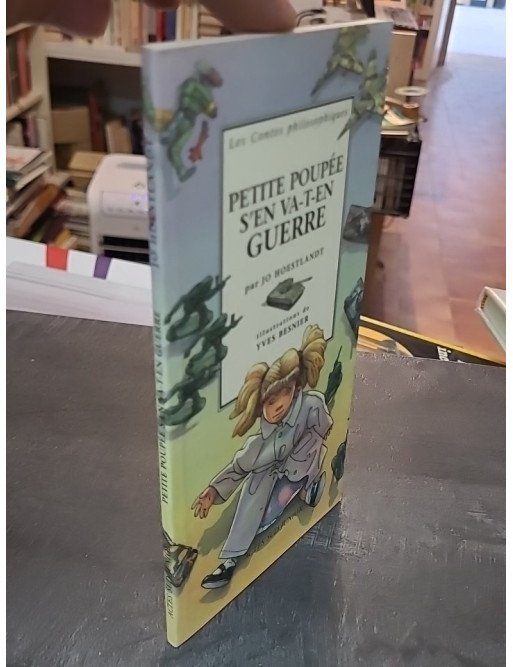 Les Contes philosophiques
PETITE POUPÉE
S'EN VA-T-EN
GUERRE
par JO HOESTLANDT
illustrations de
YVES BESNIER
PETITE POUPÉE S'EN VA-T-EN GUERRE